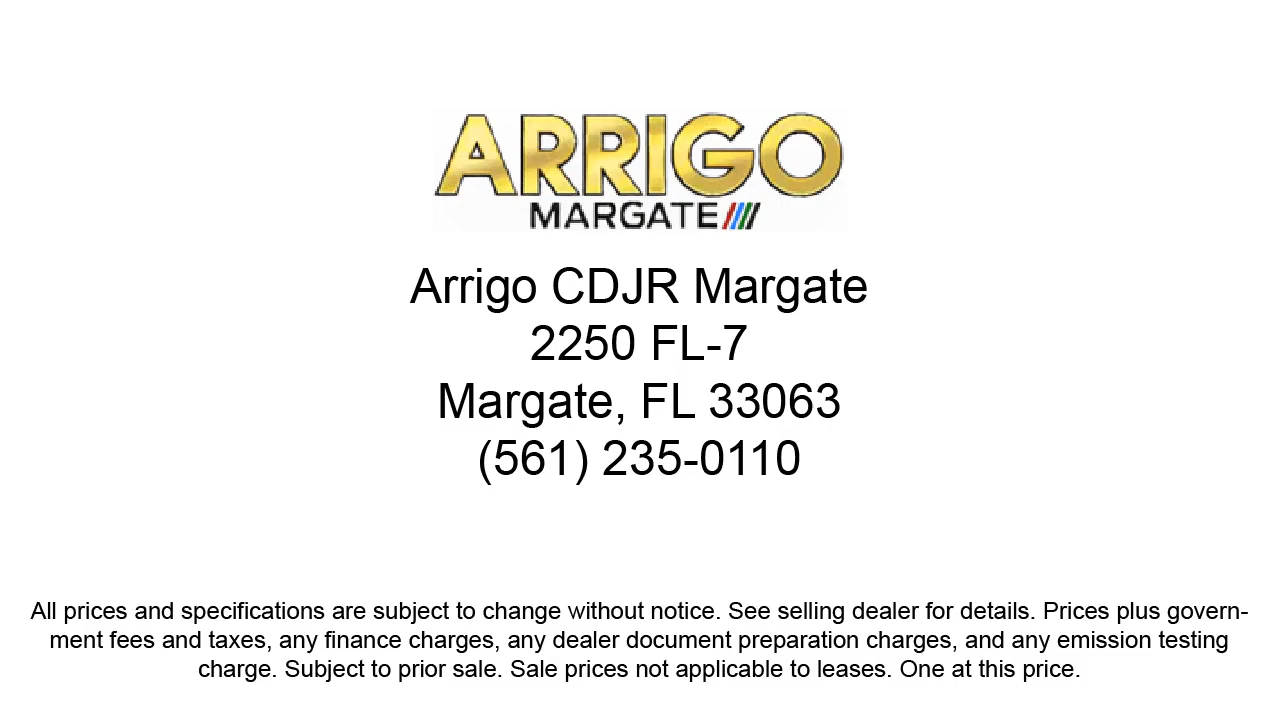 ARRIGO
MARGATE
Arrigo CDJR Margate
2250 FL-7
Margate, FL 33063
(561) 235-0110
All prices and specifications are subject to change without notice. See selling dealer for details. Prices plus govern-
ment fees and taxes, any finance charges, any dealer document preparation charges, and any emission testing
charge. Subject to prior sale. Sale prices not applicable to leases. One at this price.